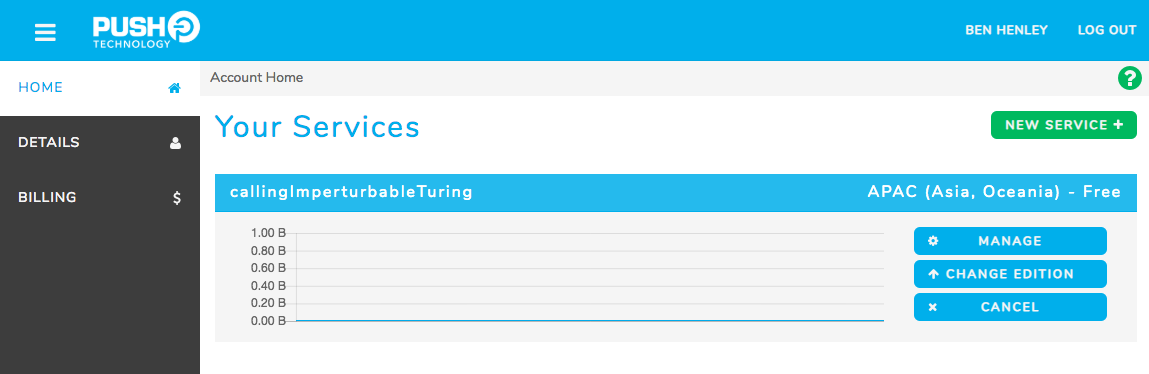 PUSH
TECHNOLOGY
BEN HENLEY LOG OUT
HOME
DETAILS
BILLING $
Account Home
?
Your Services
NEW SERVICE +
callingImperturbableTuring APAC (Asia, Oceania) - Free
1.00 B
0.80 B
0.60 B
0.40 B
0.20 B
0.00 B
MANAGE
CHANGE EDITION
CANCEL